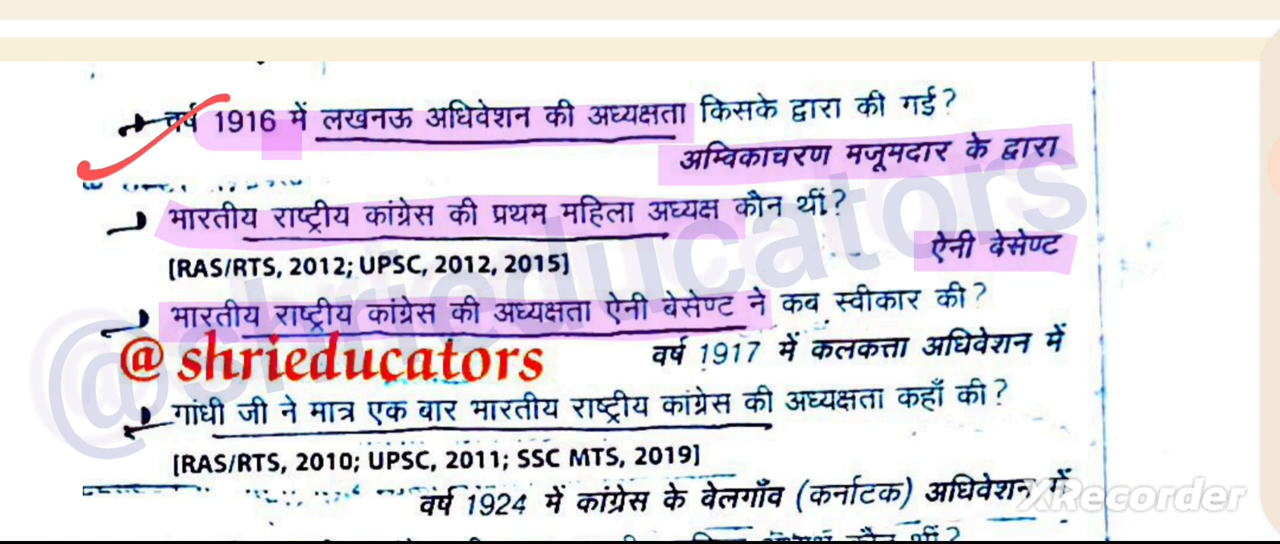 वर्ष 1916 में लखनऊ अधिवेशन की अध्यक्षता किसके द्वारा की गई?
अम्बिकाचरण मजूमदार के द्वारा
भारतीय राष्ट्रीय कांग्रेस की प्रथम महिला अध्यक्ष कौन थीं?
ऐनी बेसेण्ट
[RAS/RTS, 2012; UPSC, 2012, 2015]
भारतीय राष्ट्रीय कांग्रेस की अध्यक्षता ऐनी बेसेण्ट ने कब स्वीकार की?
@shrieducators
@ shrieducators
वर्ष 1917 में कलकत्ता अधिवेशन में
गांधी जी ने मात्र एक बार भारतीय राष्ट्रीय कांग्रेस की अध्यक्षता कहाँ की?
[RAS/RTS, 2010; UPSC, 2011; SSC MTS, 2019]
वर्ष 1924 में कांग्रेस के बेलगाँव (कर्नाटक) अधिवेशन में
XRecorder
कौन थीं?